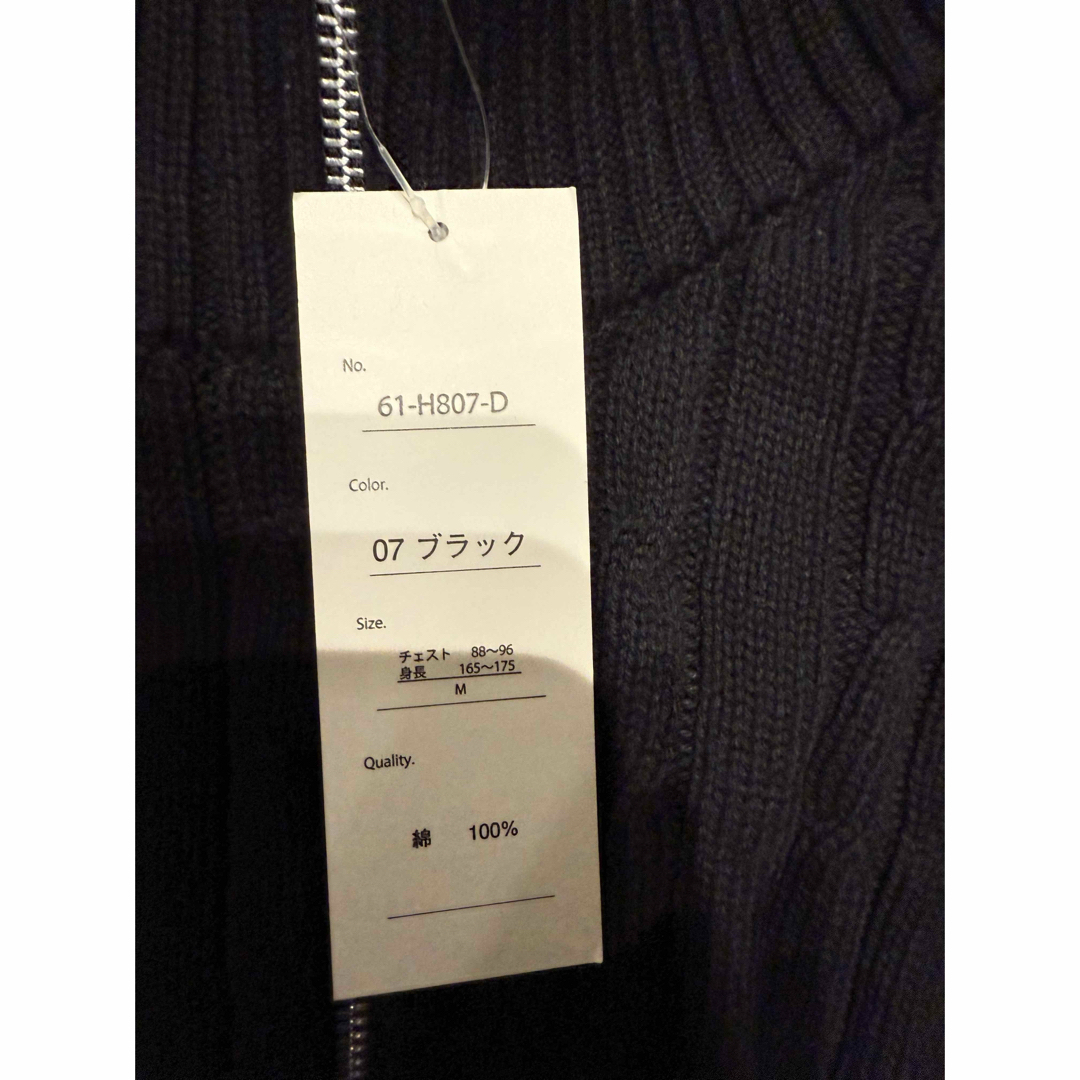 No.
61-H807-D
Color.
07 ブラック
Size.
チェスト 88〜96
身長 165〜175
M
Quality.
綿 100%